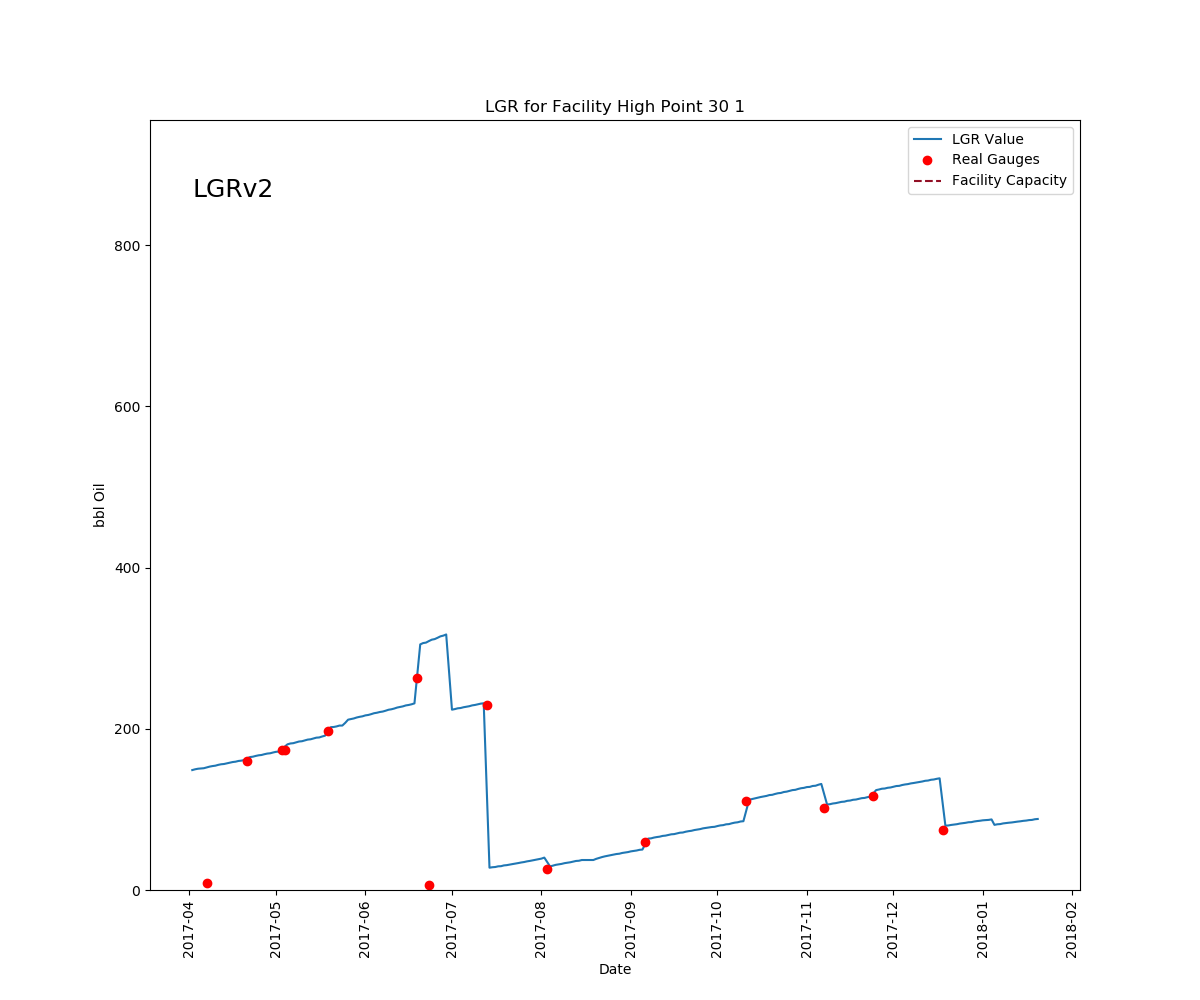 LGR for Facility High Point 30 1
LGRv2
LGR Value
Real Gauges
Facility Capacity
bbl Oil
800
600
400
200
0
2017-04
2017-05
2017-06
2017-07
2017-08
2017-09
2017-10
2017-11
2017-12
2018-01
2018-02
Date